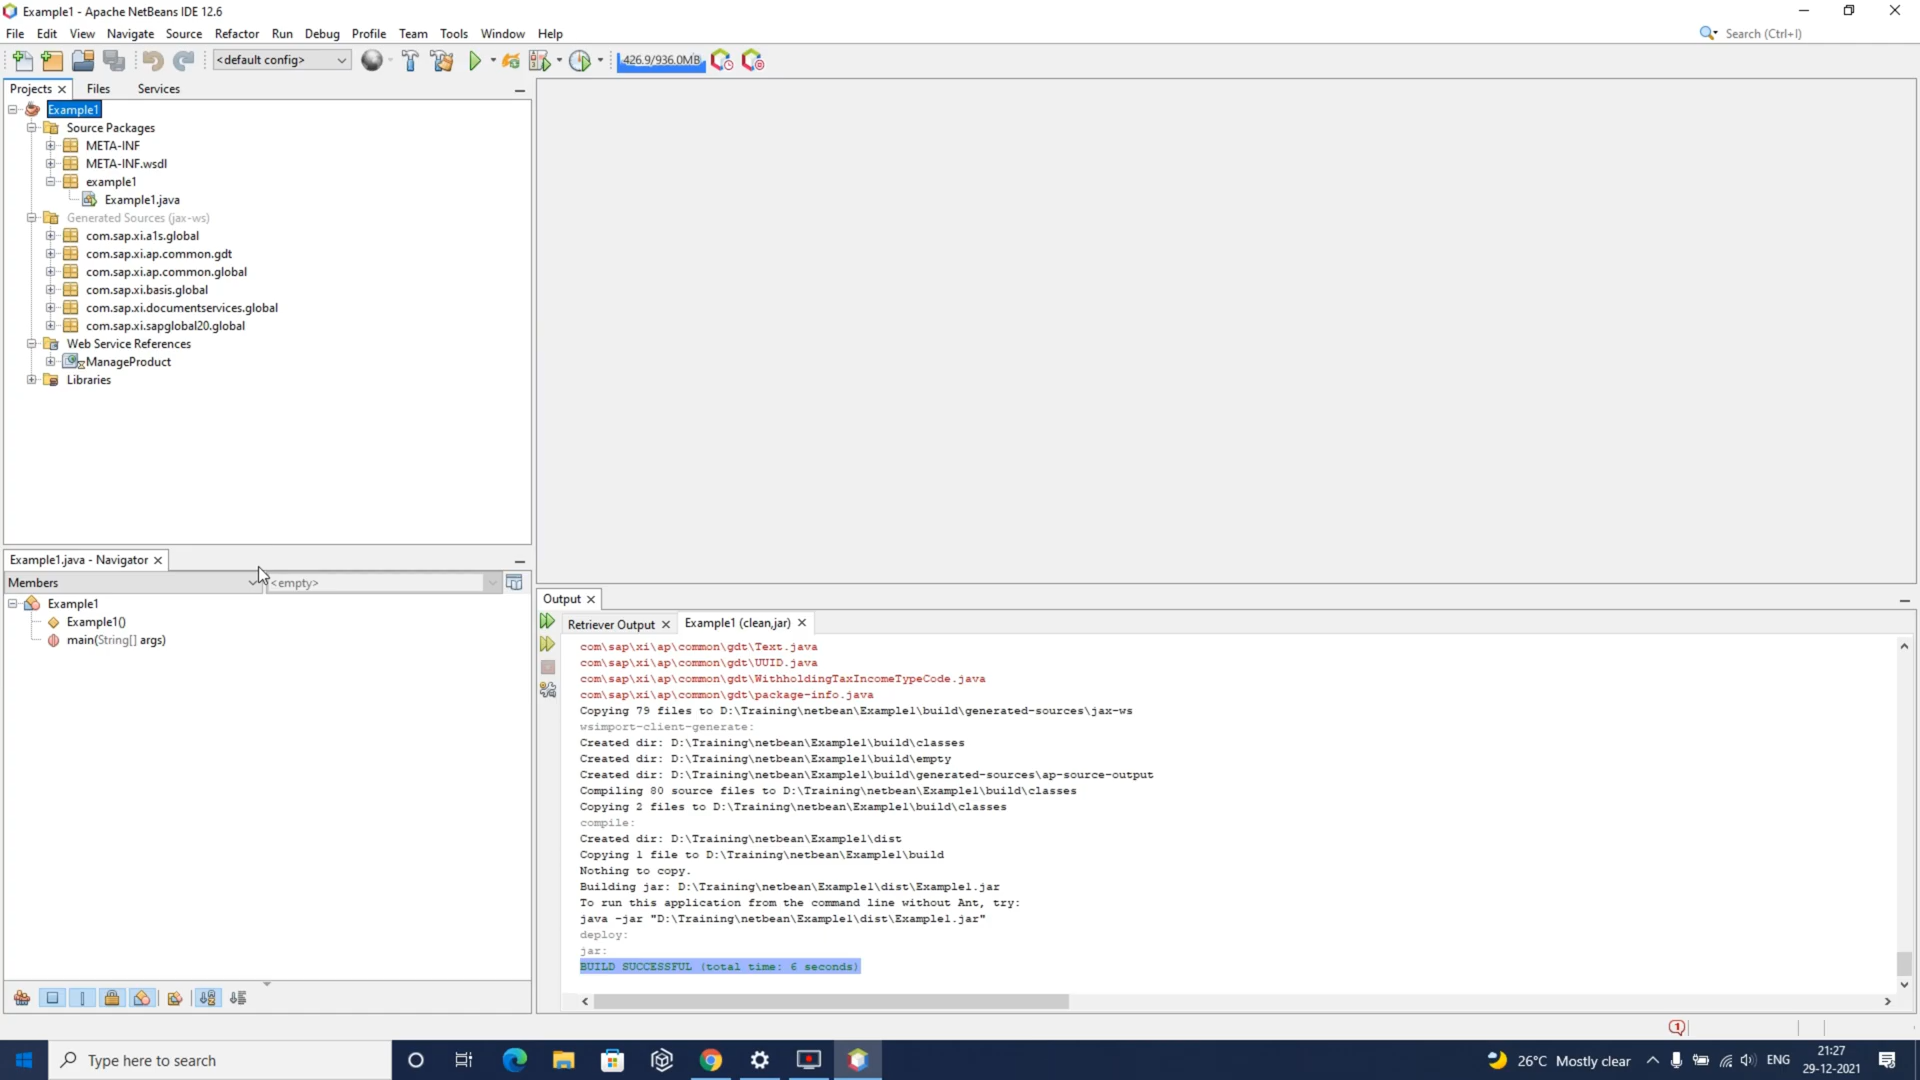 Example1 - Apache NetBeans IDE 12.6
File Edit View Navigate Source Refactor Run Debug Profile Team Tools Window Help
Search (Ctrl+I)
<default config>
426.9/936.0MB
Projects Files Services
Example1
Source Packages
META-INF
META-INF.wsdl
example1
Example1.java
Generated Sources (jax-ws)
com.sap.xi.a1s.global
com.sap.xi.ap.common.gdt
com.sap.xi.ap.common.global
com.sap.xi.basis.global
com.sap.xi.documentservices.global
com.sap.xi.sapglobal20.global
Web Service References
ManageProduct
Libraries
Example1.java - Navigator
Members
<empty>
Example1
Example1()
main(String[] args)
Output
Retriever Output Example1 (clean,jar)
com\sap\xi\ap\common\gdt\Text.java
com\sap\xi\ap\common\gdt\UUID.java
com\sap\xi\ap\common\gdt\WithholdingTaxIncomeTypeCode.java
com\sap\xi\ap\common\gdt\package-info.java
Copying 79 files to D:\Training\netbean\Example1\build\generated-sources\jax-ws
wsimport-client-generate:
Created dir: D:\Training\netbean\Example1\build\classes
Created dir: D:\Training\netbean\Example1\build\empty
Created dir: D:\Training\netbean\Example1\build\generated-sources\ap-source-output
Compiling 80 source files to D:\Training\netbean\Example1\build\classes
Copying 2 files to D:\Training\netbean\Example1\build\classes
compile:
Created dir: D:\Training\netbean\Example1\dist
Copying 1 file to D:\Training\netbean\Example1\build
Nothing to copy.
Building jar: D:\Training\netbean\Example1\dist\Example1.jar
To run this application from the command line without Ant, try:
java -jar "D:\Training\netbean\Example1\dist\Example1.jar"
deploy:
jar:
BUILD SUCCESSFUL (total time: 6 seconds)
1
Type here to search
26°C Mostly clear
ENG
21:27
29-12-2021